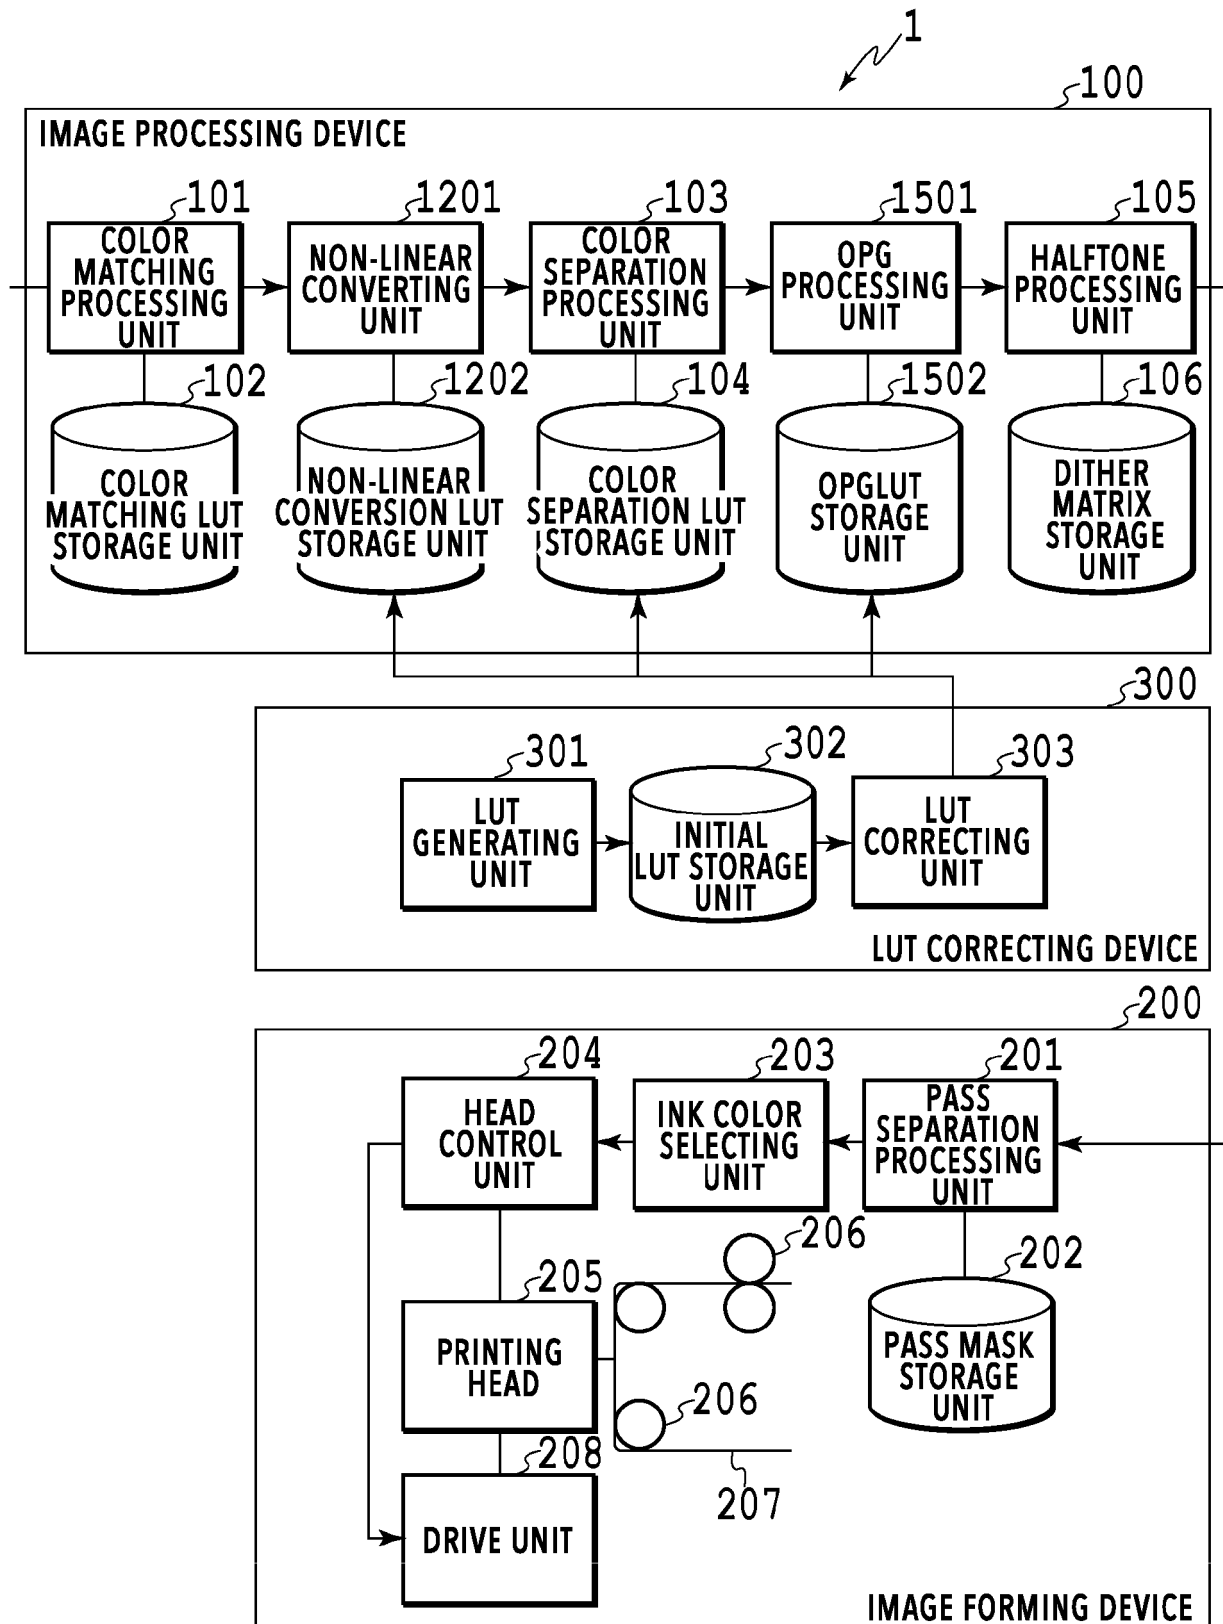 1
100
IMAGE PROCESSING DEVICE
101
COLOR
MATCHING
PROCESSING
UNIT
1201
NON-LINEAR
CONVERTING
UNIT
103
COLOR
SEPARATION
PROCESSING
UNIT
1501
OPG
PROCESSING
UNIT
105
HALFTONE
PROCESSING
UNIT
102
COLOR
MATCHING LUT
STORAGE UNIT
1202
NON-LINEAR
CONVERSION LUT
STORAGE UNIT
104
COLOR
SEPARATION LUT
STORAGE UNIT
1502
OPGLUT
STORAGE
UNIT
106
DITHER
MATRIX
STORAGE
UNIT
300
301
LUT
GENERATING
UNIT
302
INITIAL
LUT STORAGE
UNIT
303
LUT
CORRECTING
UNIT
LUT CORRECTING DEVICE
200
204
HEAD
CONTROL
UNIT
203
INK COLOR
SELECTING
UNIT
201
PASS
SEPARATION
PROCESSING
UNIT
206
202
PASS MASK
STORAGE
UNIT
205
PRINTING
HEAD
206
207
208
DRIVE UNIT
IMAGE FORMING DEVICE